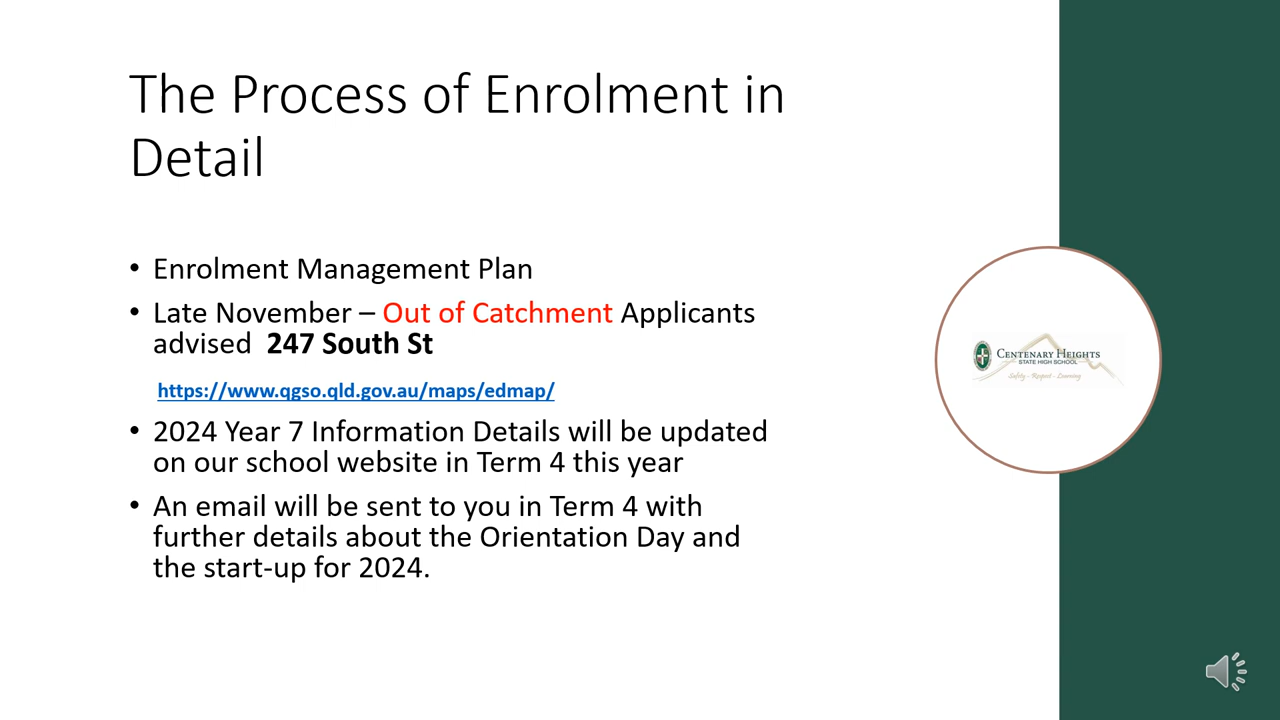 The Process of Enrolment in
Detail
• Enrolment Management Plan
• Late November – Out of Catchment Applicants
advised 247 South St
https://www.qgso.qld.gov.au/maps/edmap/
• 2024 Year 7 Information Details will be updated
on our school website in Term 4 this year
• An email will be sent to you in Term 4 with
further details about the Orientation Day and
the start-up for 2024.
CENTENARY HEIGHTS
STATE HIGH SCHOOL
Safety - Respect - Learning